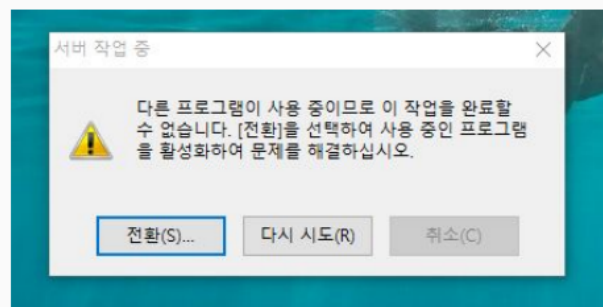 서버 작업 중
다른 프로그램이 사용 중이므로 이 작업을 완료할
수 없습니다. [전환]을 선택하여 사용 중인 프로그램
을 활성화하여 문제를 해결하십시오.
전환(S)... 다시 시도(R) 취소(C)